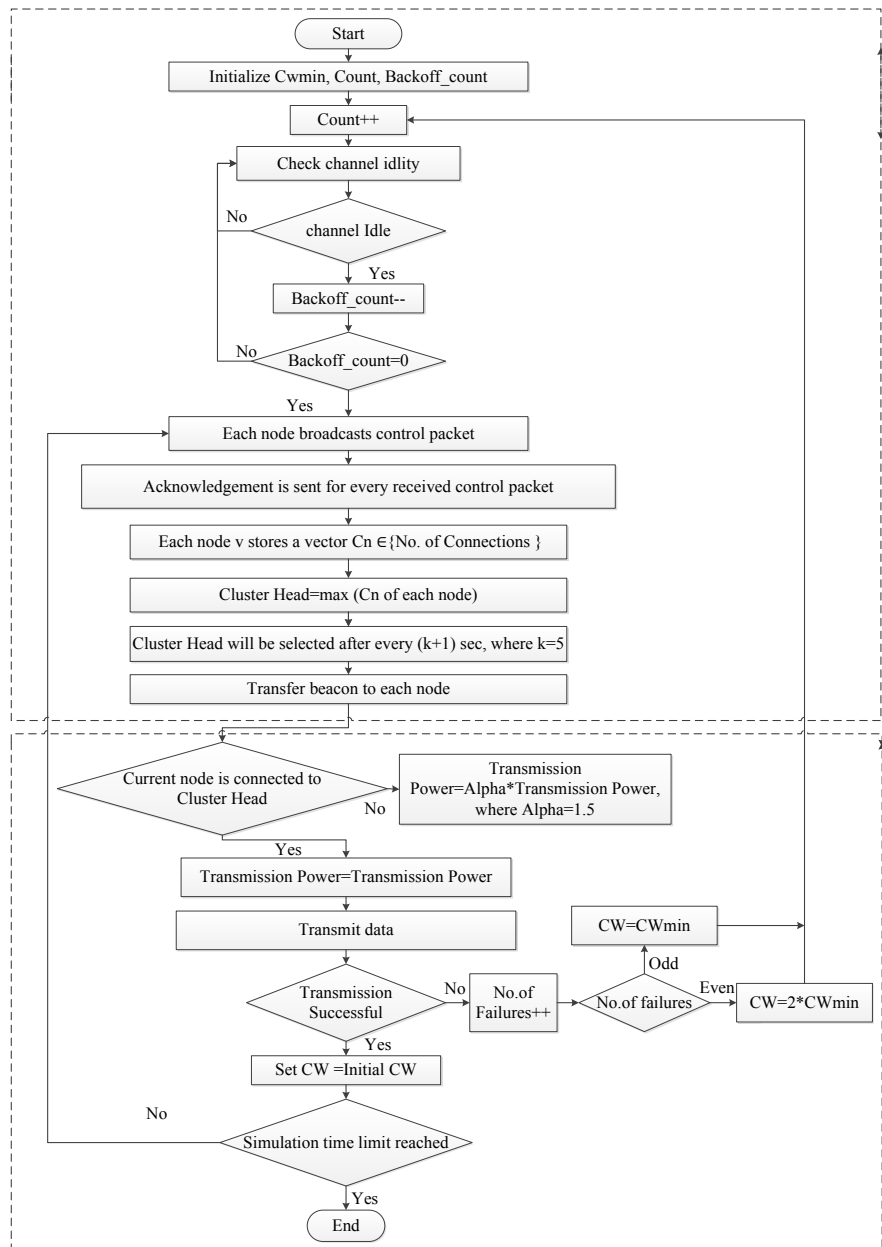 Start
Initialize Cwmin, Count, Backoff_count
Count++
Check channel idlity
No
channel Idle
Yes
Backoff_count--
No
Backoff_count=0
Yes
Each node broadcasts control packet
Acknowledgement is sent for every received control packet
Each node v stores a vector Cn ∈{No. of Connections }
Cluster Head=max (Cn of each node)
Cluster Head will be selected after every (k+1) sec, where k=5
Transfer beacon to each node
Current node is connected to
Cluster Head
No
Transmission
Power=Alpha*Transmission Power,
where Alpha=1.5
Yes
Transmission Power=Transmission Power
Transmit data
CW=CWmin
Odd
Transmission
Successful
No
No.of
Failures++
No.of failures
Even
CW=2*CWmin
Yes
Set CW =Initial CW
No
Simulation time limit reached
Yes
End